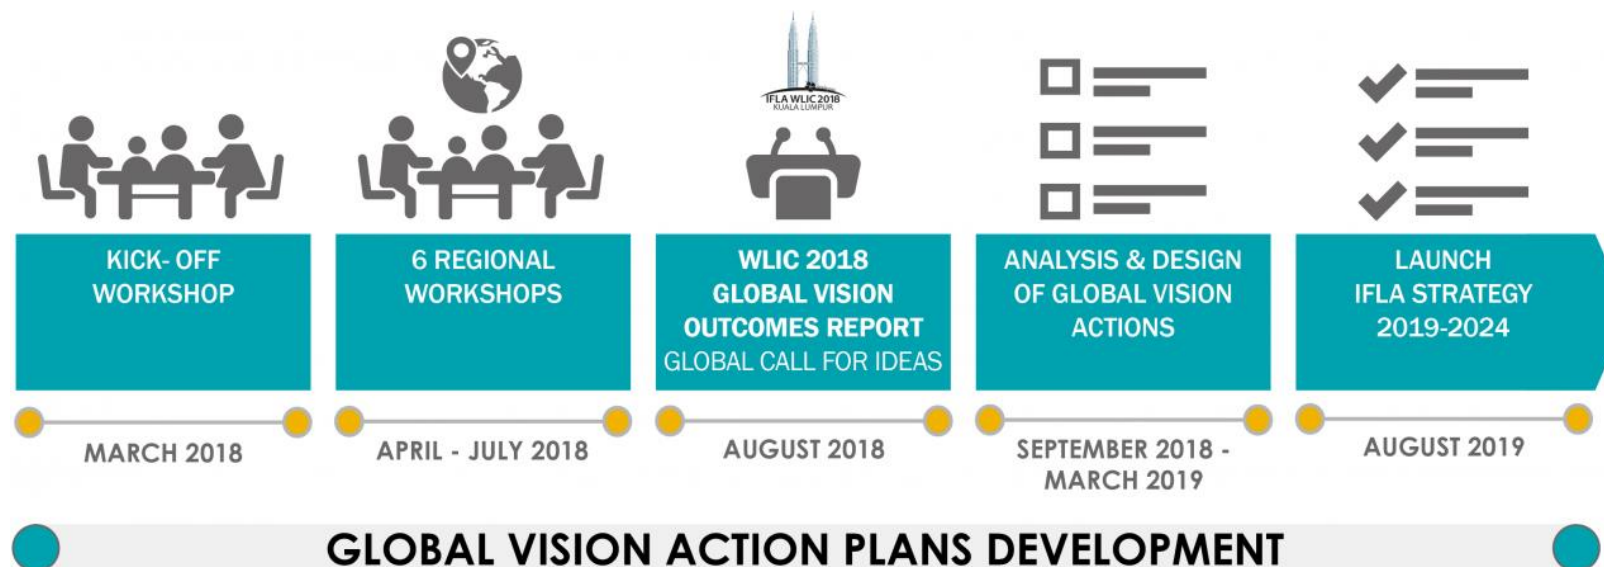 IFLA WLIC 2018
KUALA LUMPUR
KICK- OFF
WORKSHOP
6 REGIONAL
WORKSHOPS
WLIC 2018
GLOBAL VISION
OUTCOMES REPORT
GLOBAL CALL FOR IDEAS
ANALYSIS & DESIGN
OF GLOBAL VISION
ACTIONS
LAUNCH
IFLA STRATEGY
2019-2024
MARCH 2018
APRIL - JULY 2018
AUGUST 2018
SEPTEMBER 2018 -
MARCH 2019
AUGUST 2019
GLOBAL VISION ACTION PLANS DEVELOPMENT